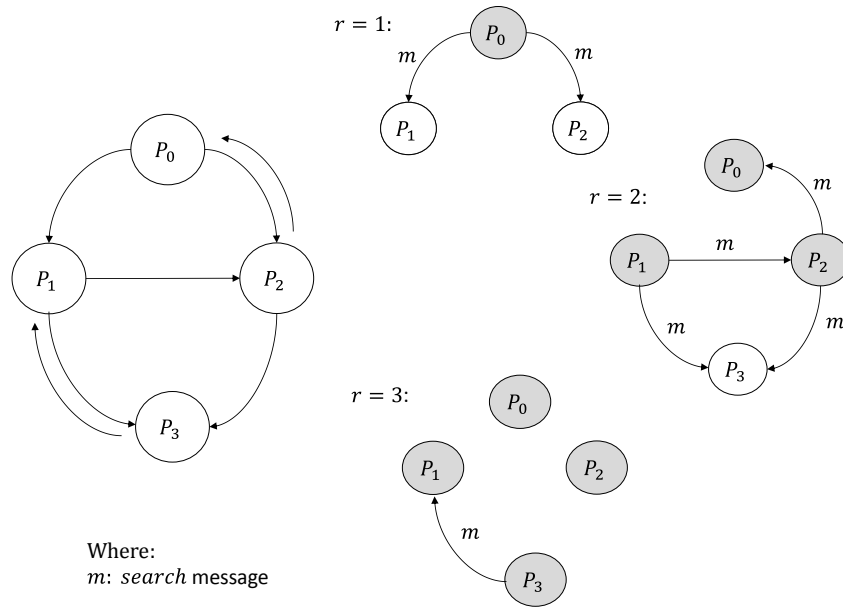 r = 1:
P₀
m
m
P₁
P₂
P₀
P₁
P₂
P₃
r = 2:
P₀
m
P₁
m
P₂
m
m
P₃
r = 3:
P₀
P₁
P₂
m
P₃
Where:
m: search message